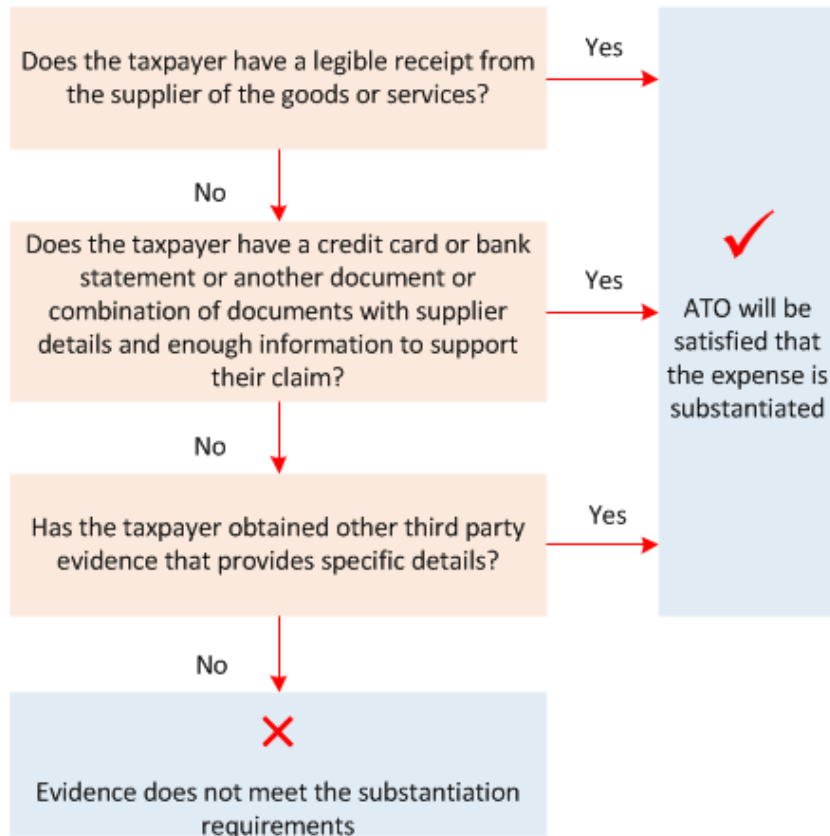 Does the taxpayer have a legible receipt from
the supplier of the goods or services?
Yes
No
Does the taxpayer have a credit card or bank
statement or another document or
combination of documents with supplier
details and enough information to support
their claim?
Yes
No
Has the taxpayer obtained other third party
evidence that provides specific details?
Yes
No
ATO will be
satisfied that
the expense is
substantiated
Evidence does not meet the substantiation
requirements